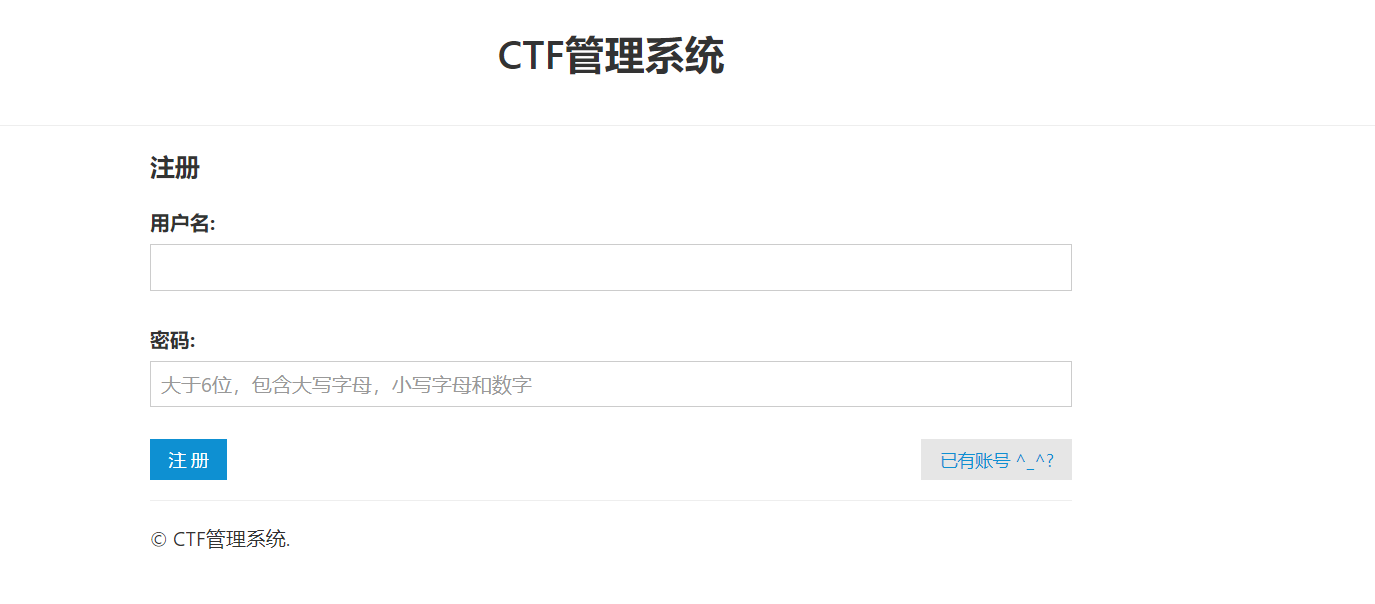 CTF管理系统
注册
用户名:
密码:
大于6位，包含大写字母，小写字母和数字
注 册
已有账号 ^_^?
© CTF管理系统.